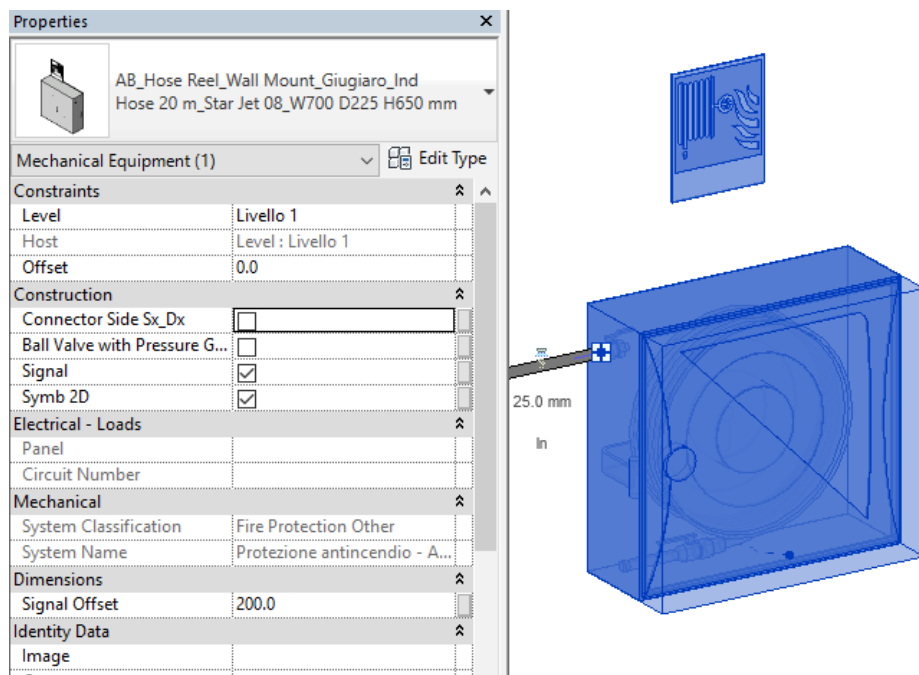 Properties
AB_Hose Reel_Wall Mount_Giugiaro_Ind
Hose 20 m_Star Jet 08_W700 D225 H650 mm
Mechanical Equipment (1)
Edit Type
Constraints
Level Livello 1
Host Level : Livello 1
Offset 0.0
Construction
Connector Side Sx_Dx
Ball Valve with Pressure G...
Signal
Symb 2D
Electrical - Loads
Panel
Circuit Number
Mechanical
System Classification Fire Protection Other
System Name Protezione antincendio - A...
Dimensions
Signal Offset 200.0
Identity Data
Image
25.0 mm
In